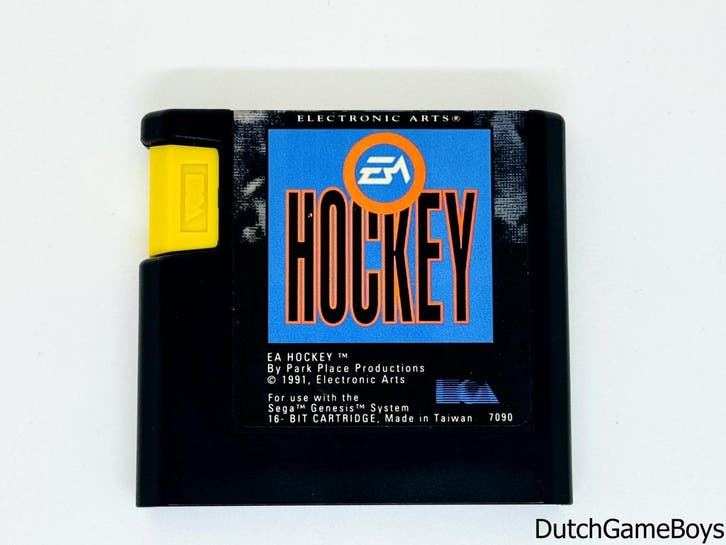 ELECTRONIC ARTS®
EA
HOCKEY
EA HOCKEY ™
By Park Place Productions
© 1991, Electronic Arts
For use with the
Sega™ Genesis™ System
16- BIT CARTRIDGE, Made in Taiwan 7090
EA
DutchGameBoys